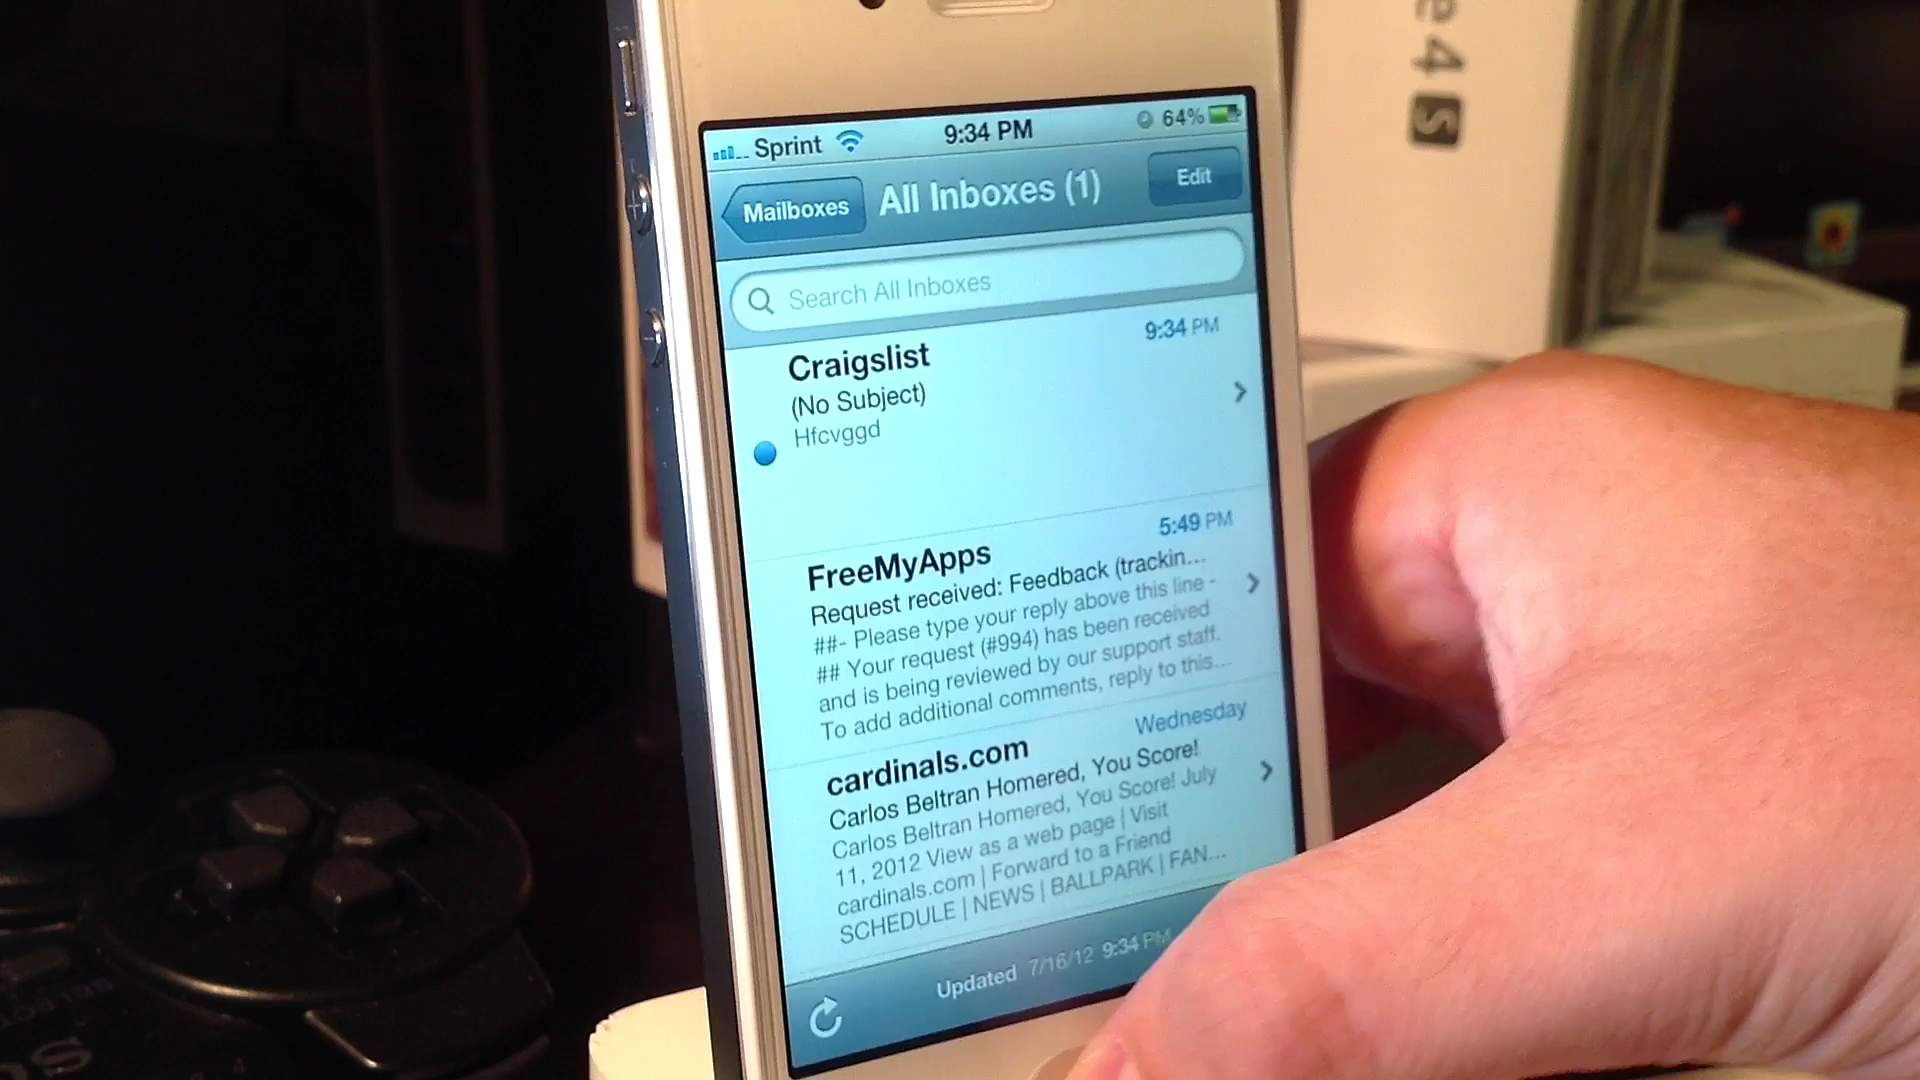 e 4S
Sprint 9:34 PM 64%
Mailboxes All Inboxes (1) Edit
Search All Inboxes
9:34 PM
Craigslist
(No Subject)
Hfcvggd
5:49 PM
FreeMyApps
Request received: Feedback (trackin...
##- Please type your reply above this line -
## Your request (#994) has been received
and is being reviewed by our support staff.
To add additional comments, reply to this...
Wednesday
cardinals.com
Carlos Beltran Homered, You Score!
Carlos Beltran Homered, You Score! July
11, 2012 View as a web page | Visit
cardinals.com | Forward to a Friend
SCHEDULE | NEWS | BALLPARK | FAN...
Updated 7/16/12 9:34 PM